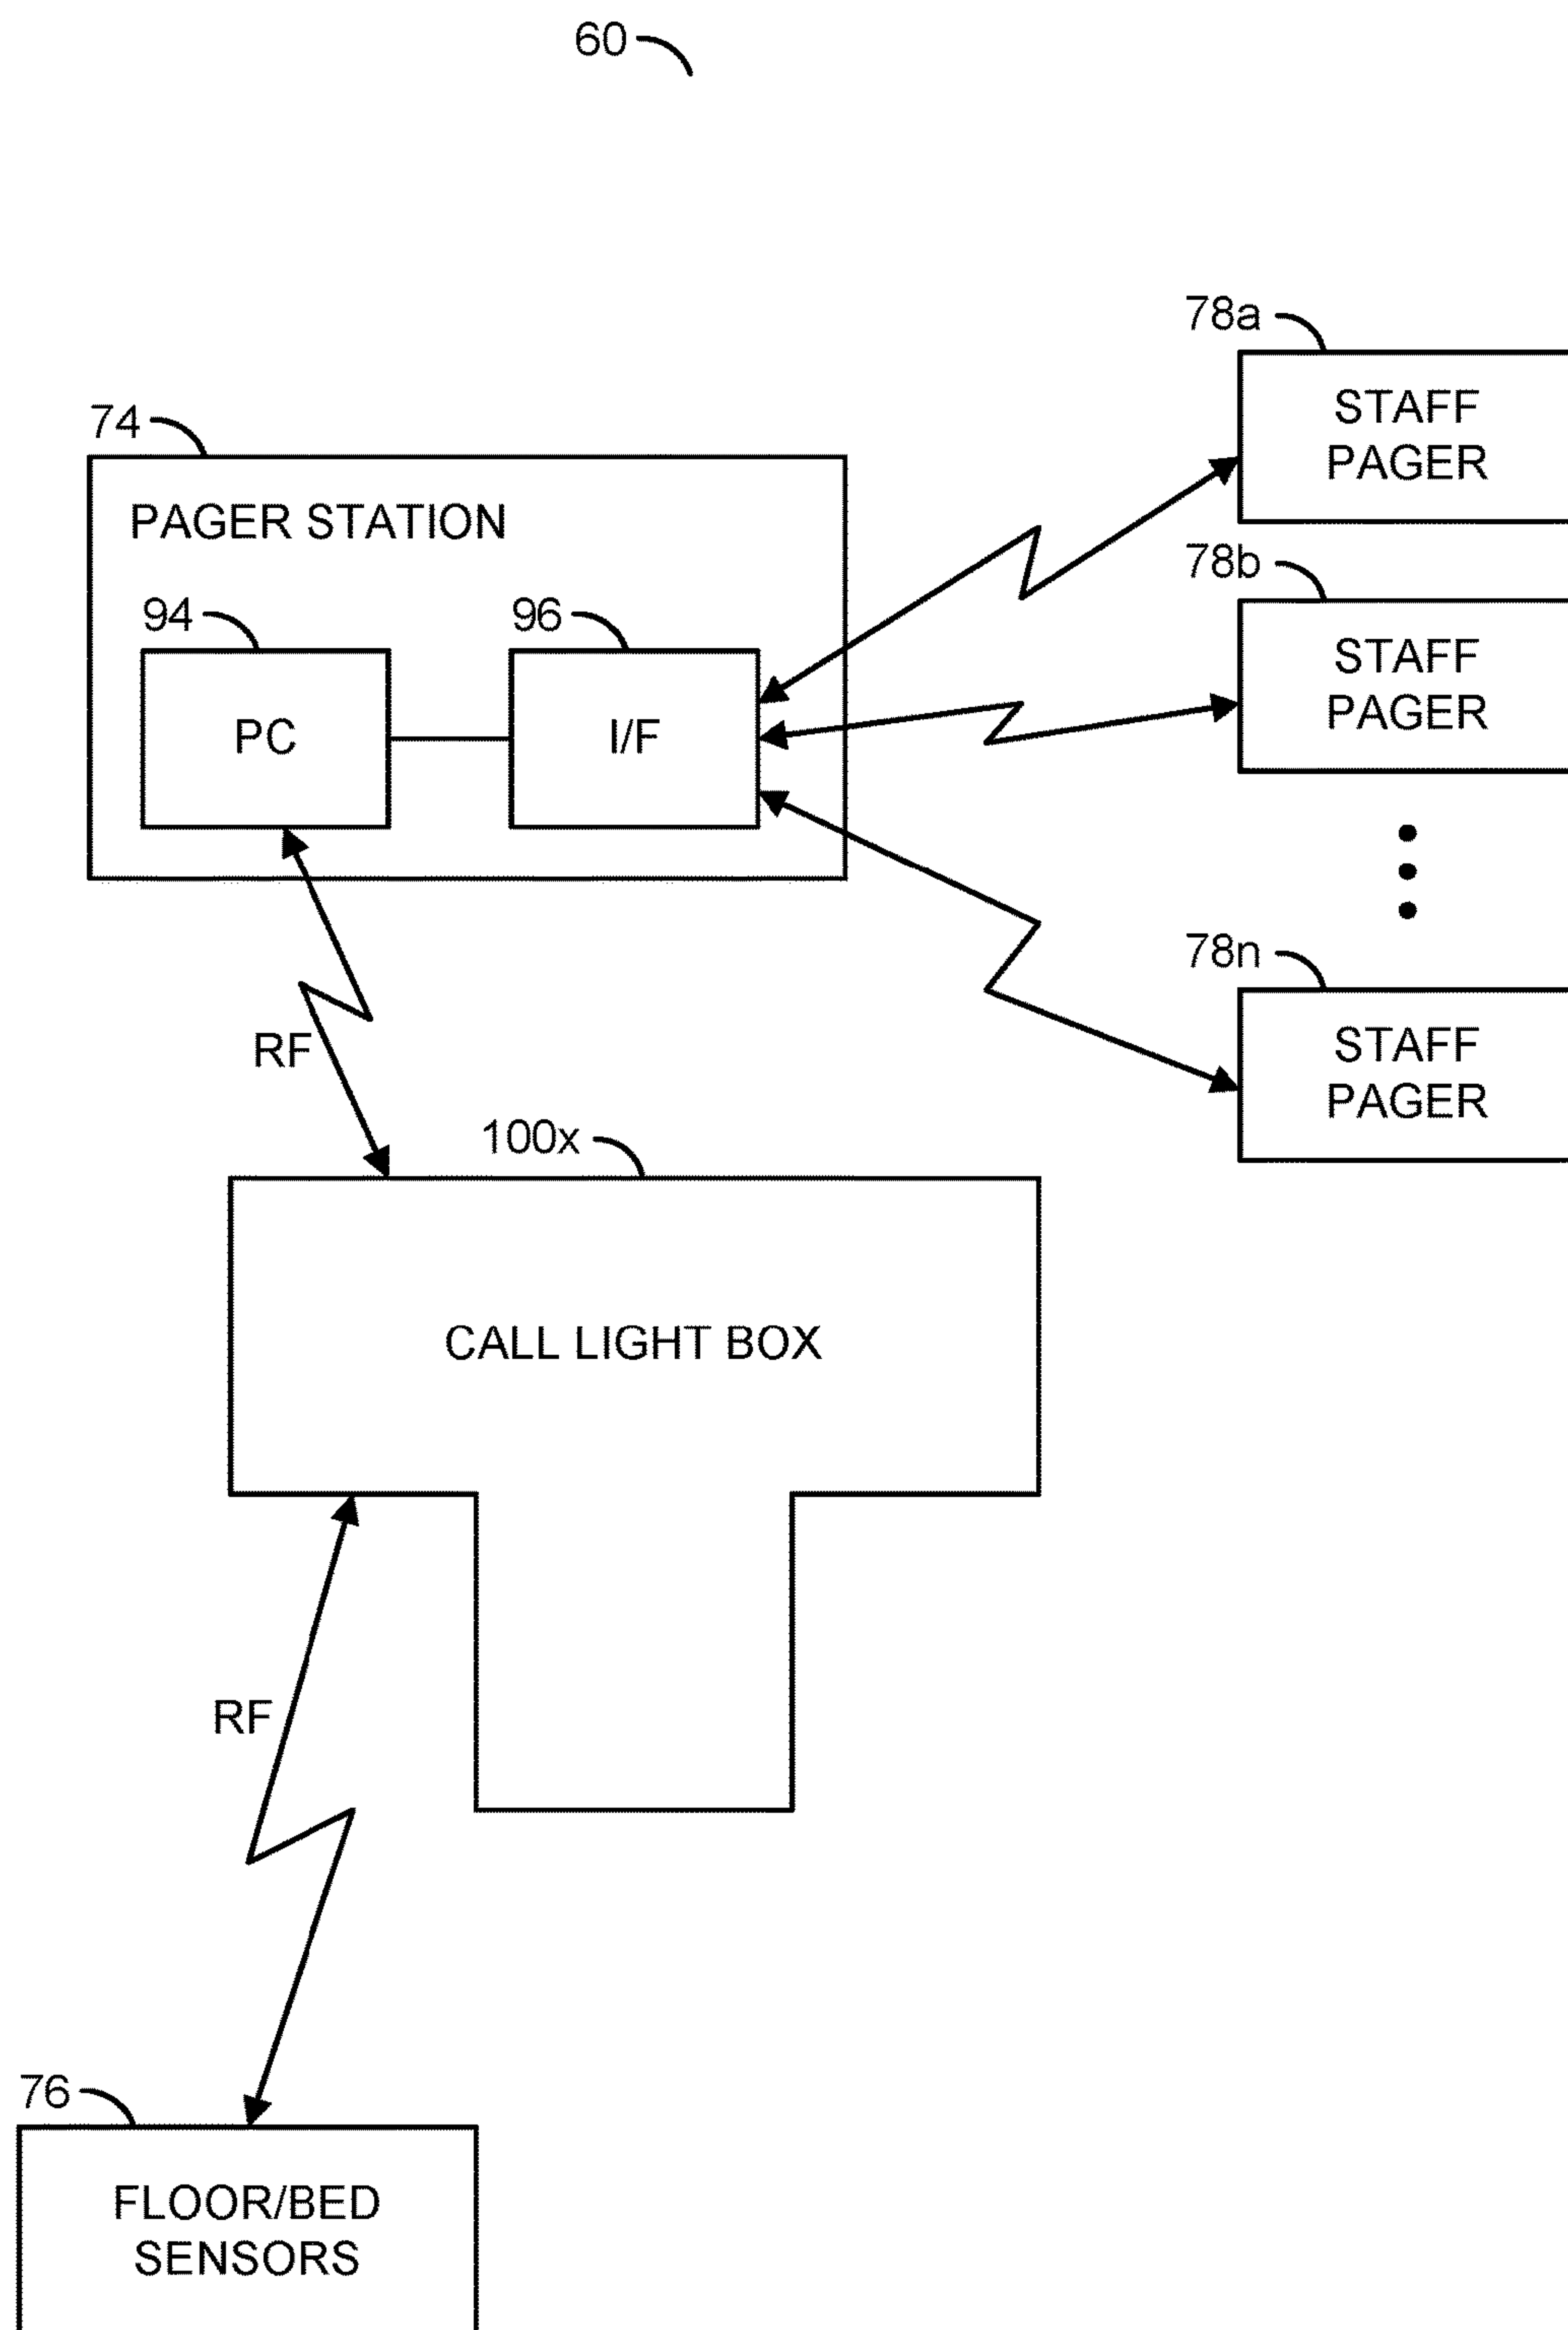 60
78a
STAFF
PAGER
74
PAGER STATION
78b
STAFF
PAGER
94
96
PC
I/F
78n
STAFF
PAGER
RF
100x
CALL LIGHT BOX
RF
76
FLOOR/BED
SENSORS